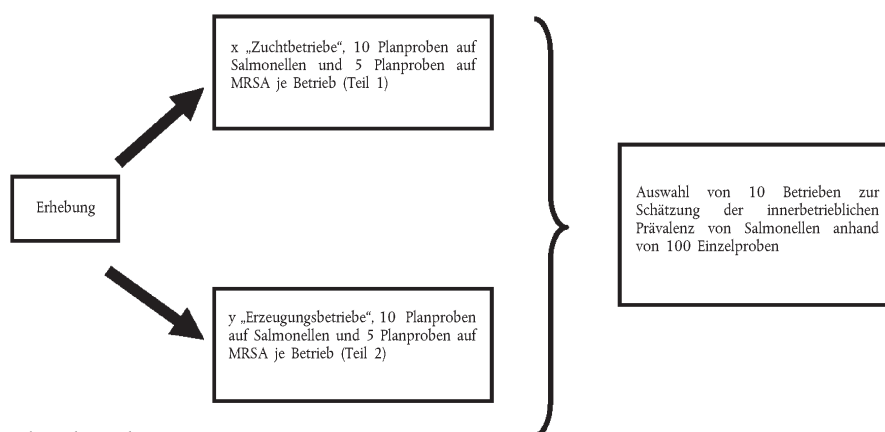 x „Zuchtbetriebe“, 10 Planproben auf
Salmonellen und 5 Planproben auf
MRSA je Betrieb (Teil 1)
Erhebung
Auswahl von 10 Betrieben zur
Schätzung der innerbetrieblichen
Prävalenz von Salmonellen anhand
von 100 Einzelproben
y „Erzeugungsbetriebe“, 10 Planproben
auf Salmonellen und 5 Planproben auf
MRSA je Betrieb (Teil 2)